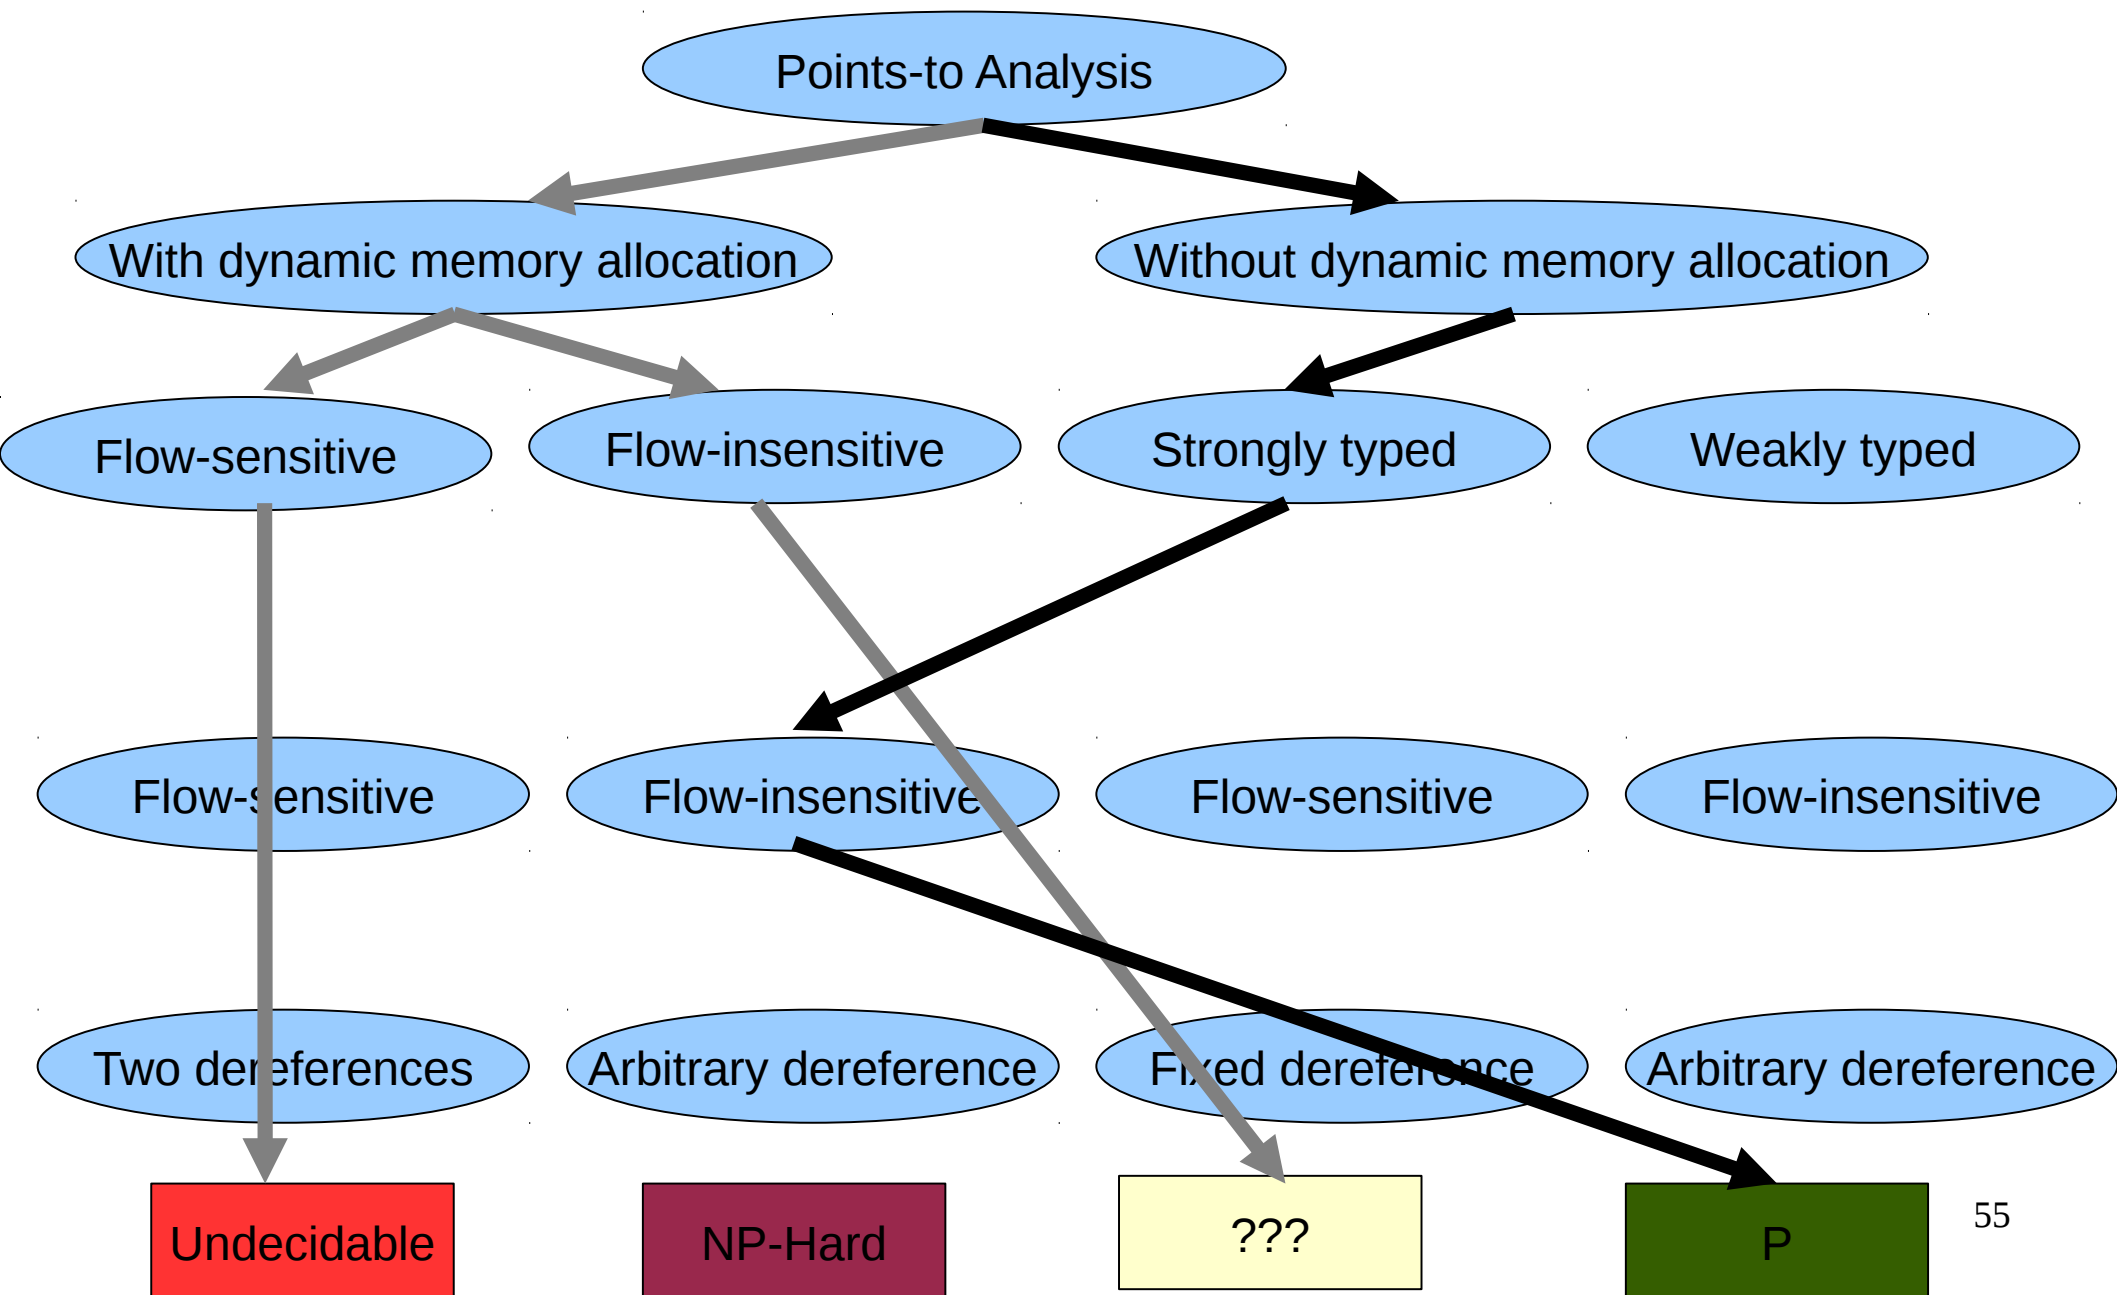 Points-to Analysis
With dynamic memory allocation
Without dynamic memory allocation
Flow-sensitive
Flow-insensitive
Strongly typed
Weakly typed
Flow-sensitive
Flow-insensitive
Flow-sensitive
Flow-insensitive
Two dereferences
Arbitrary dereference
Fixed dereference
Arbitrary dereference
Undecidable
NP-Hard
???
P
55